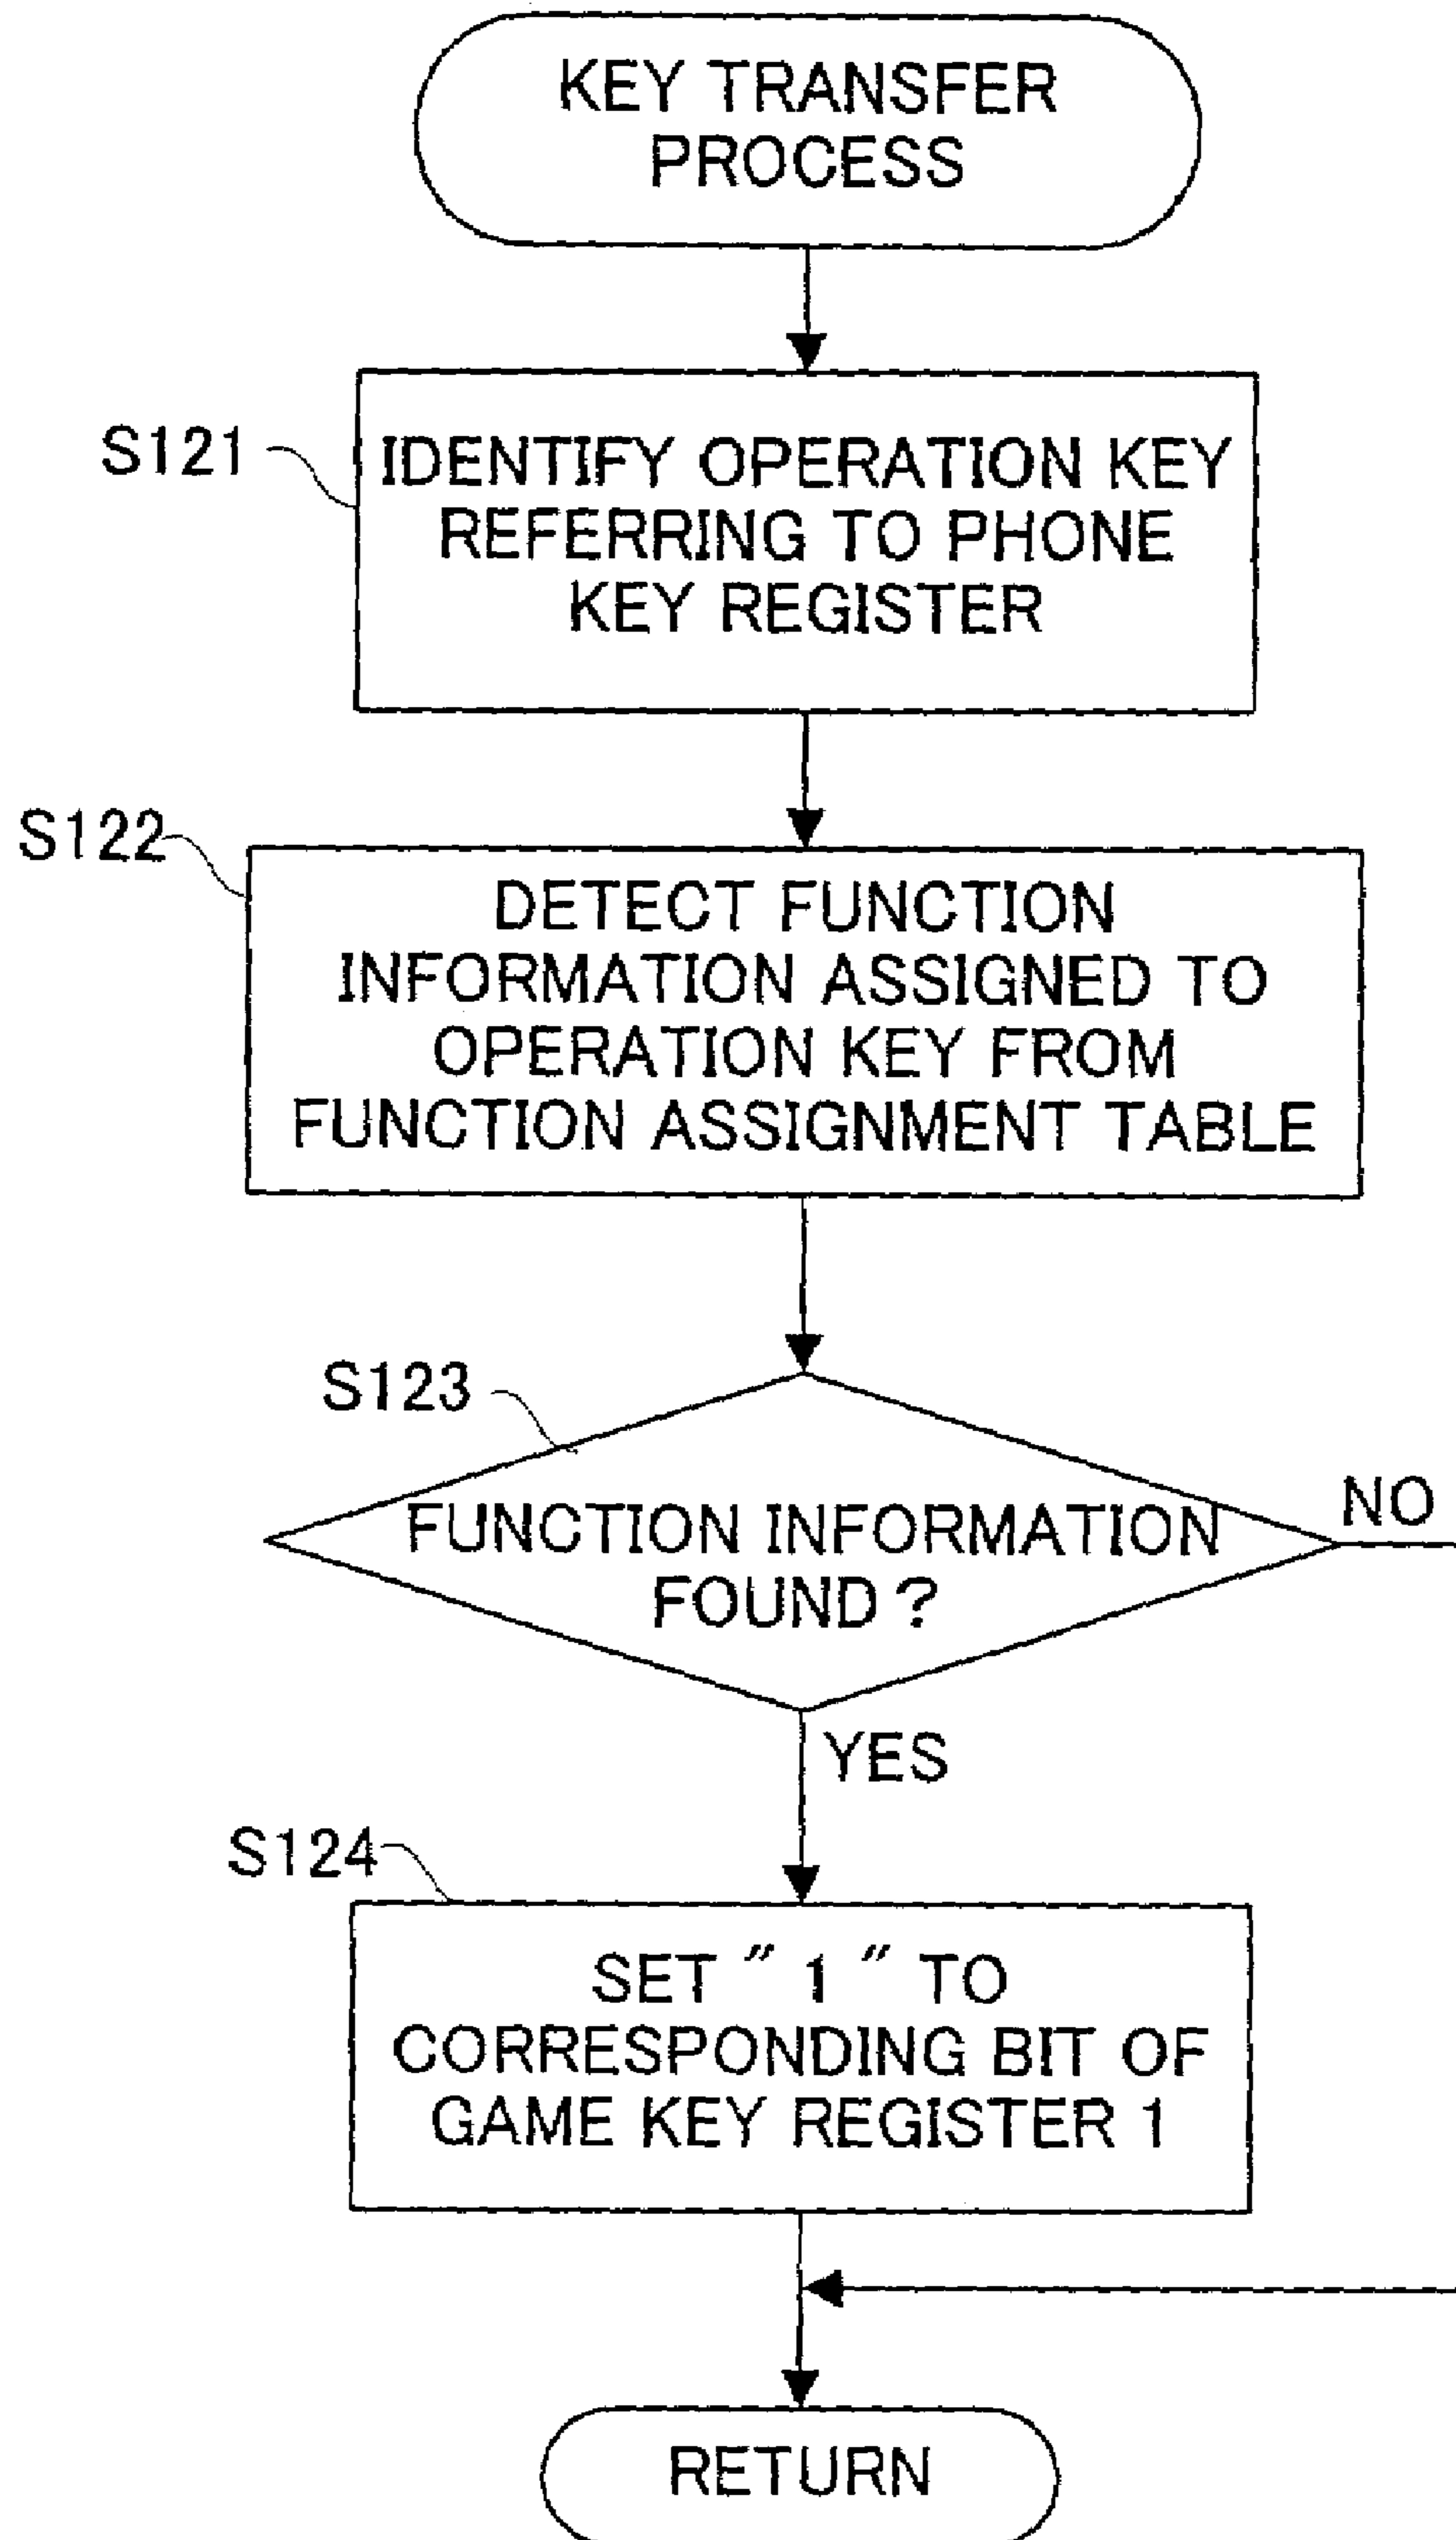 KEY TRANSFER
PROCESS
S121
IDENTIFY OPERATION KEY
REFERRING TO PHONE
KEY REGISTER
S122
DETECT FUNCTION
INFORMATION ASSIGNED TO
OPERATION KEY FROM
FUNCTION ASSIGNMENT TABLE
S123
FUNCTION INFORMATION
FOUND ?
NO
YES
S124
SET " 1 " TO
CORRESPONDING BIT OF
GAME KEY REGISTER 1
RETURN